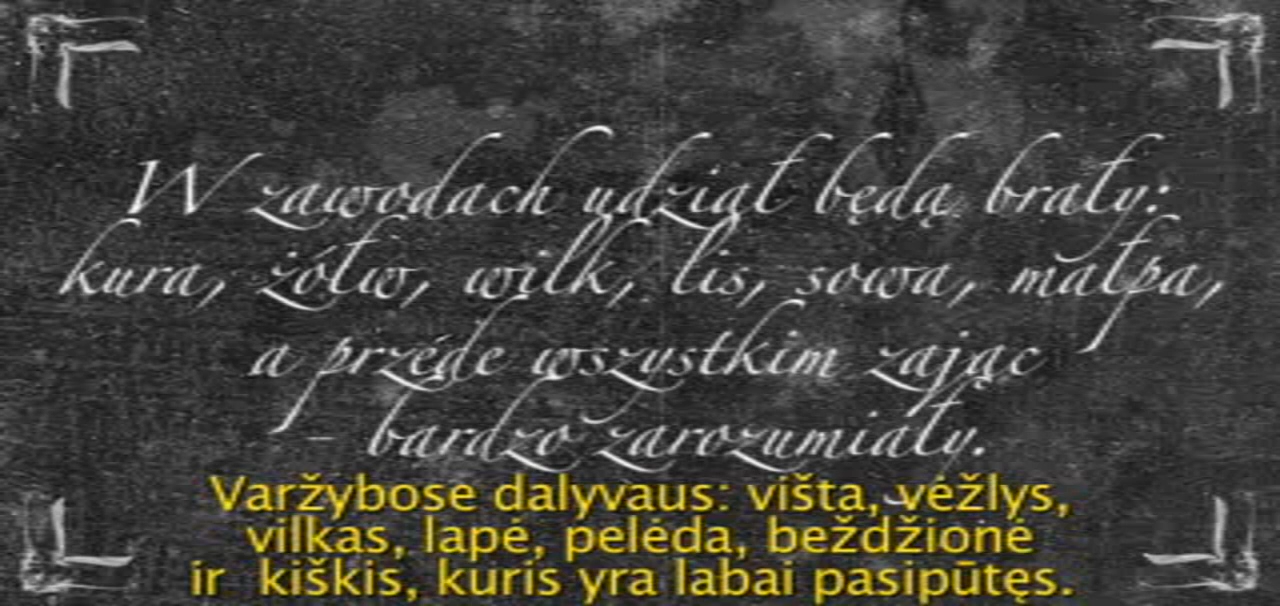 W zawodach udział będą brały:
kura, żółw, wilk, lis, sowa, małpa,
a przede wszystkim zając
- bardzo zarozumiały.
Varžybose dalyvaus: višta, vėžlys,
vilkas, lapė, pelėda, beždžionė
ir kiškis, kuris yra labai pasipūtęs.